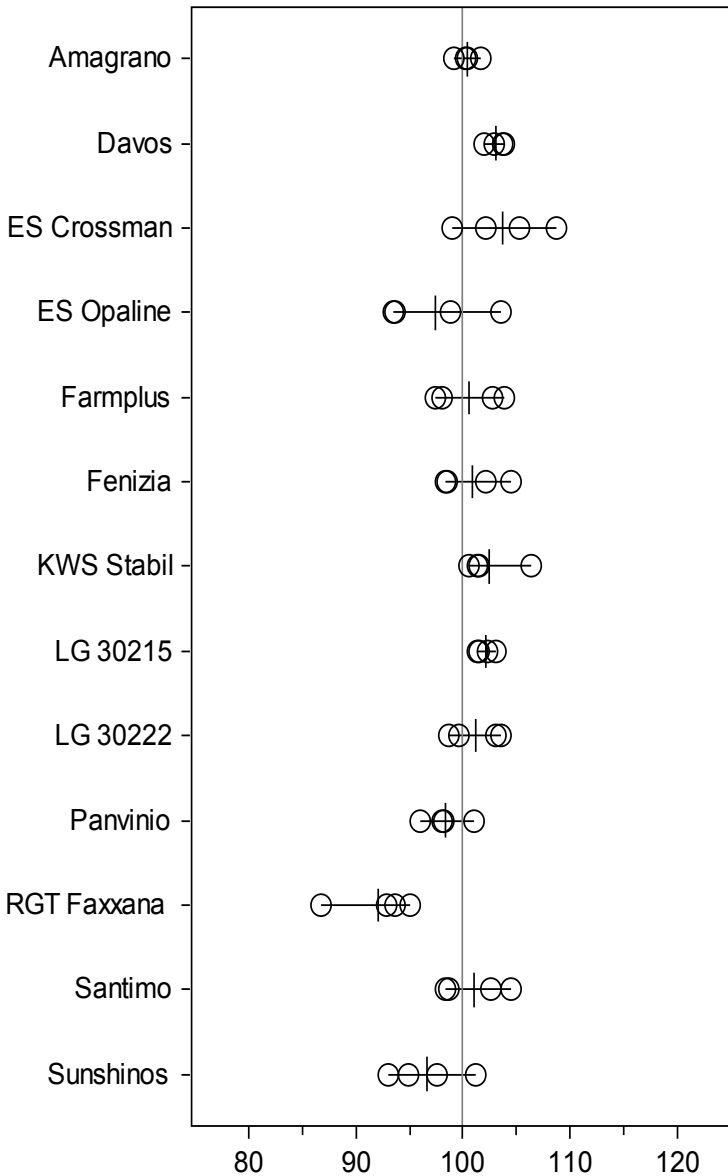 Amagrano
Davos
ES Crossman
ES Opaline
Farmplus
Fenizia
KWS Stabil
LG 30215
LG 30222
Panvinio
RGT Faxxana
Santimo
Sunshinos
80 90 100 110 120